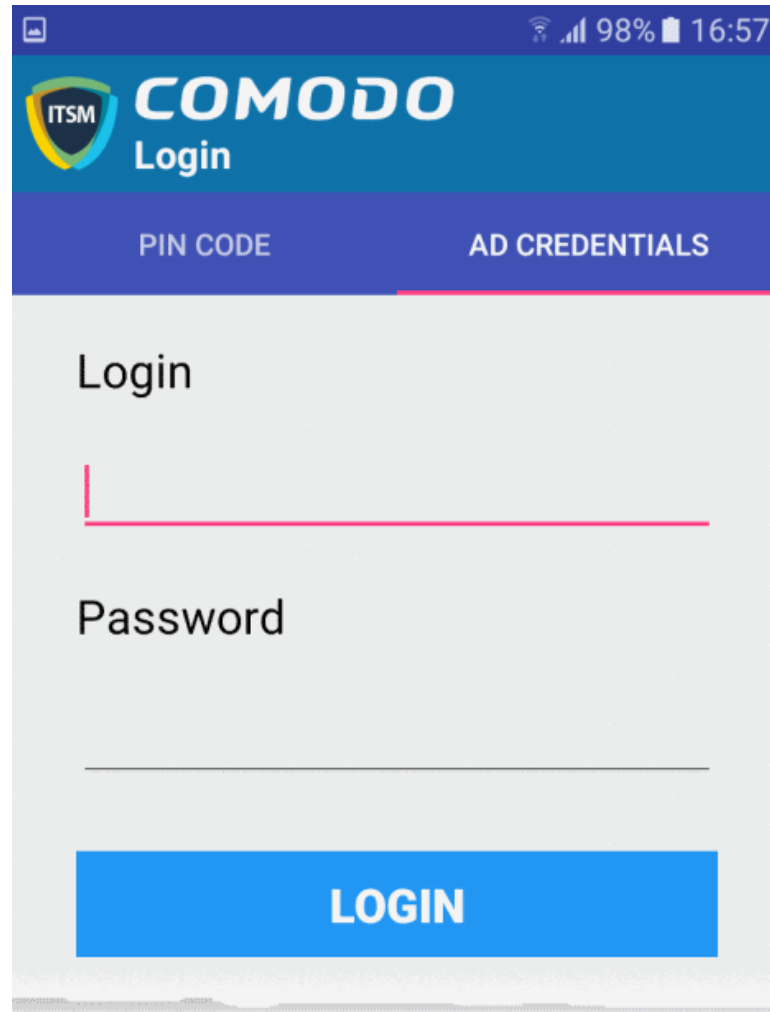 98% 16:57
ITSM COMODO
Login
PIN CODE AD CREDENTIALS
Login
Password
LOGIN